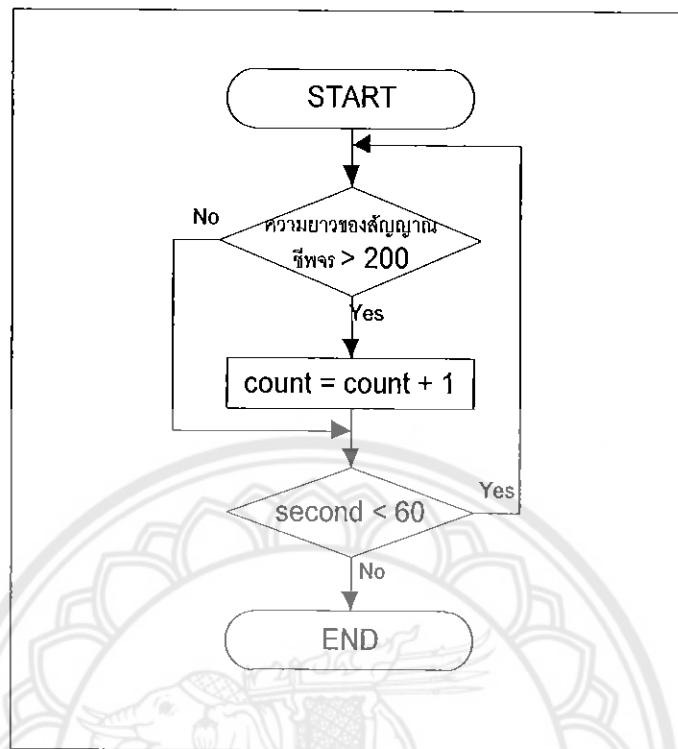 START
No
ความยาวของสัญญาณ
ชีพจร > 200
Yes
count = count + 1
Yes
second < 60
No
END